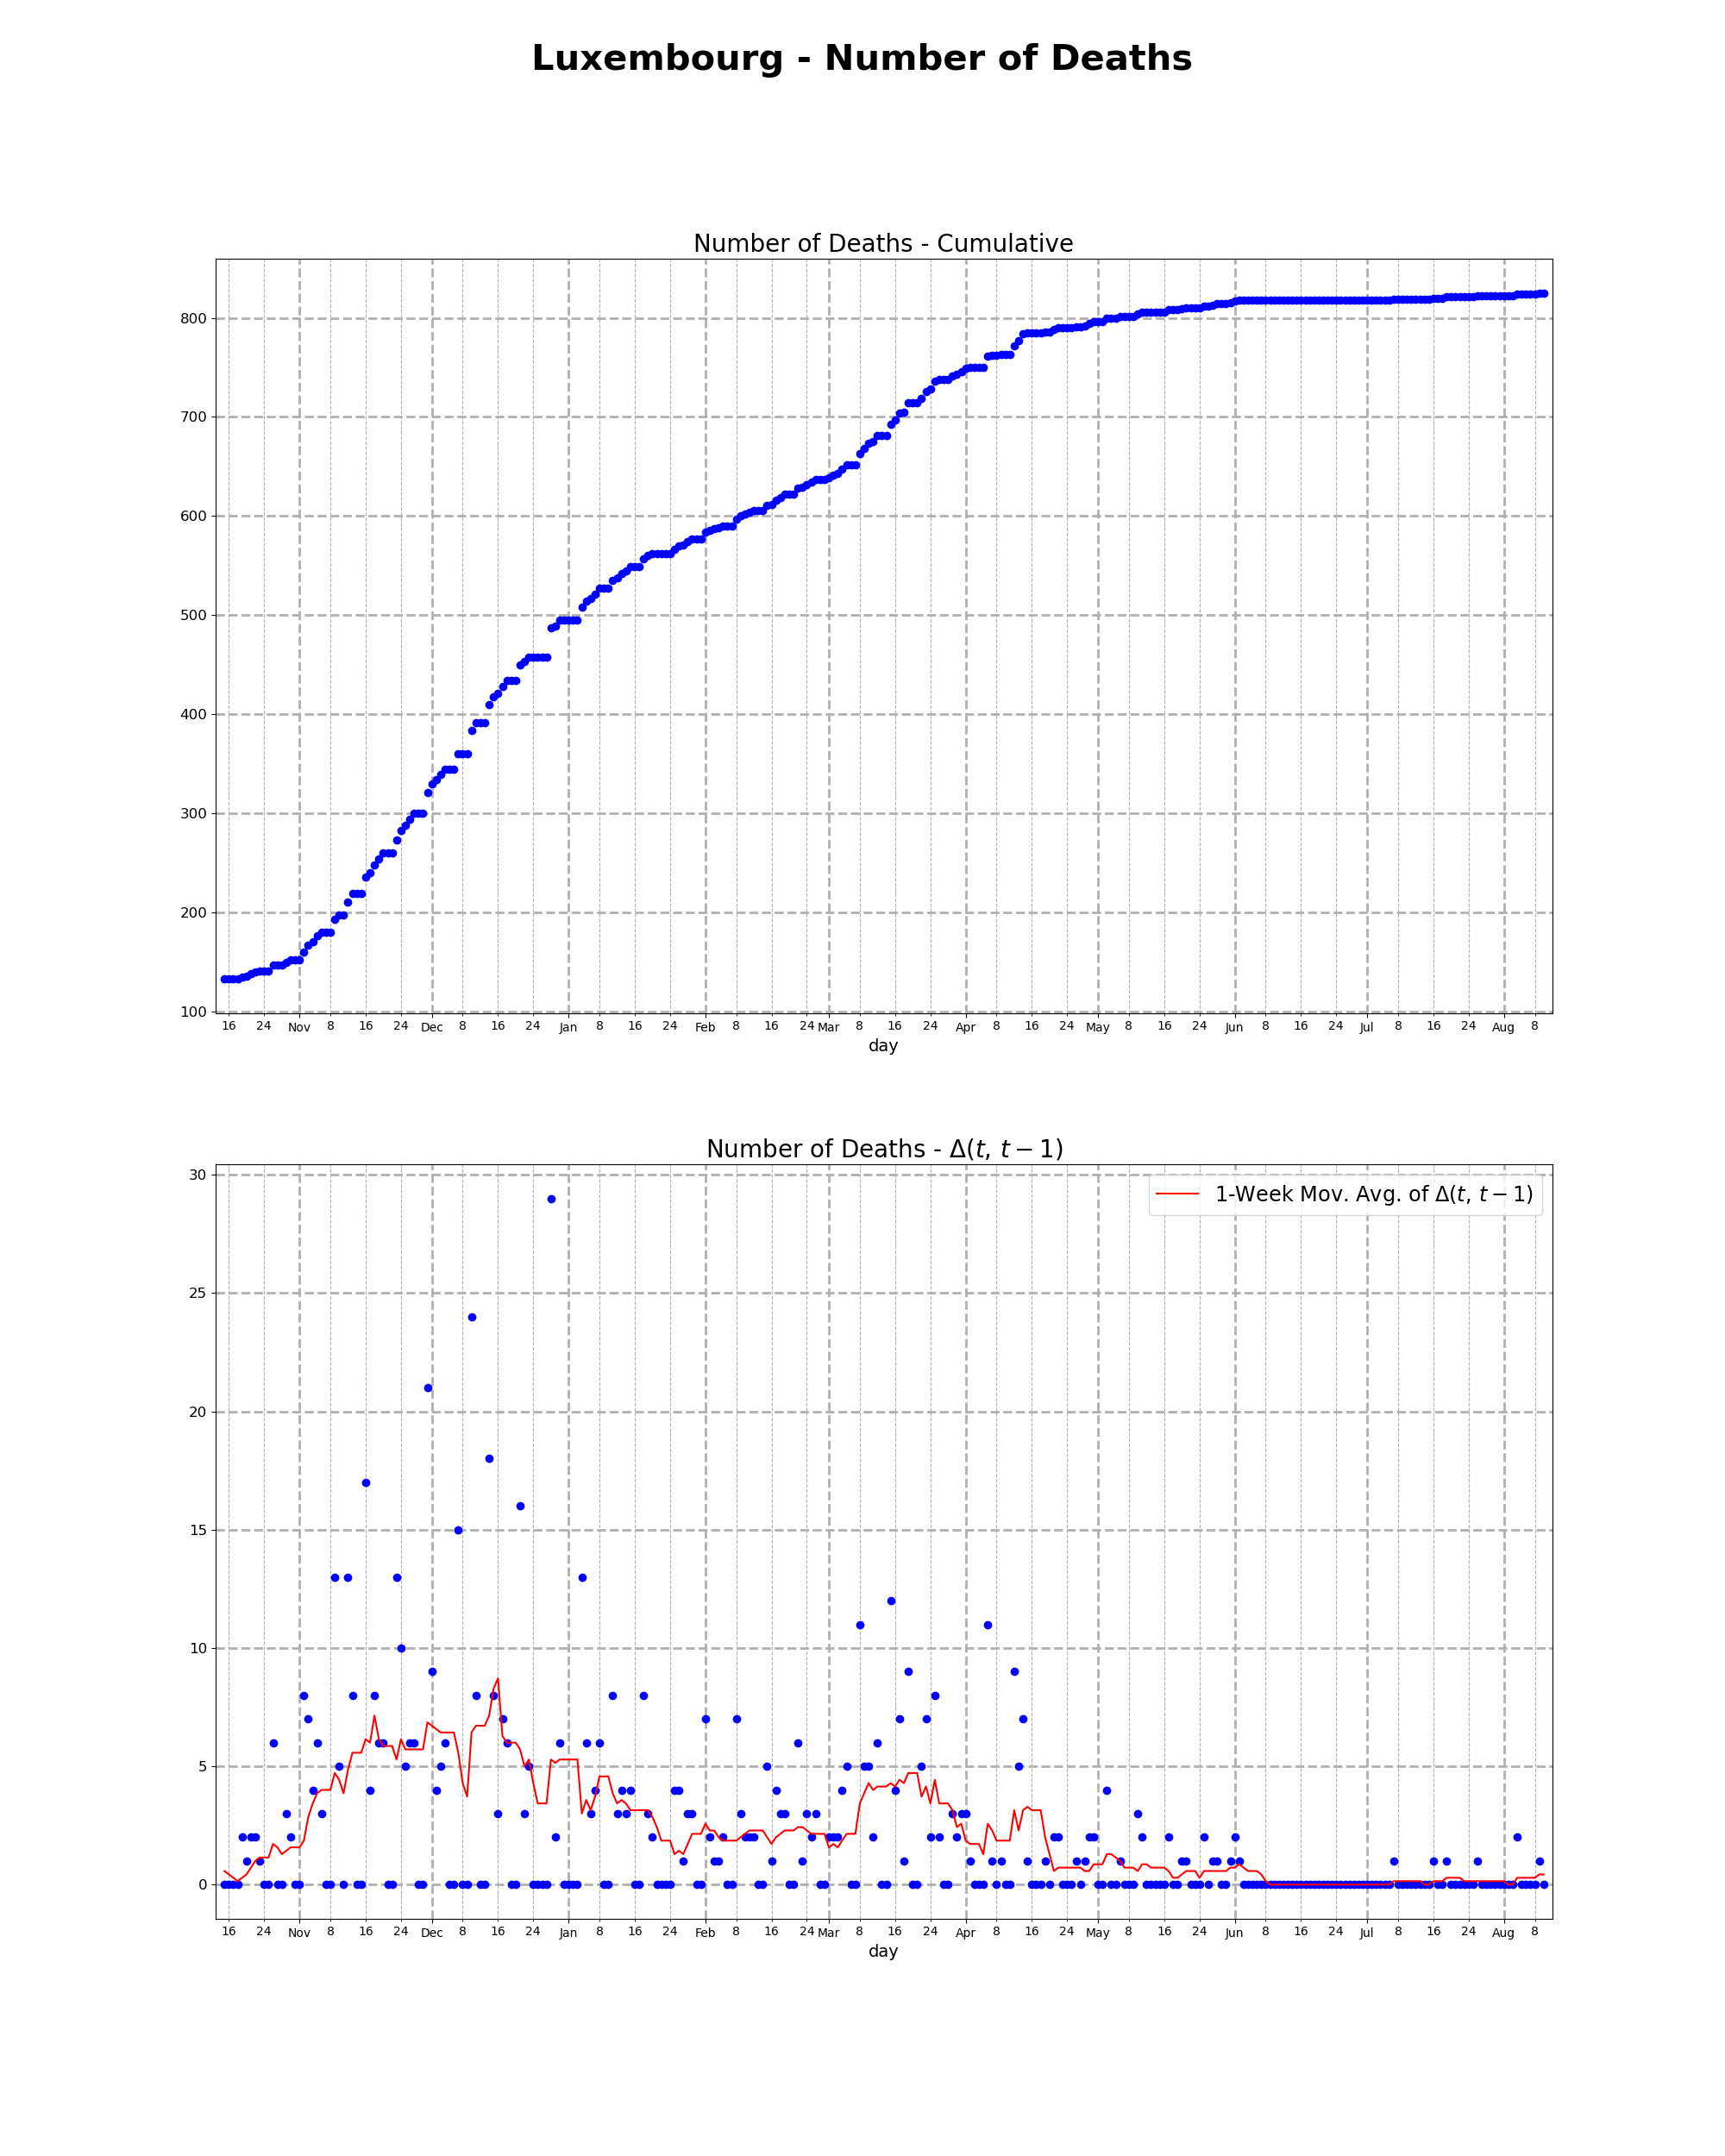 Luxembourg - Number of Deaths
Number of Deaths - Cumulative
800
700
600
500
400
300
200
100
16 24 Nov 8 16 24 Dec 8 16 24 Jan 8 16 24 Feb 8 16 24 Mar 8 16 24 Apr 8 16 24 May 8 16 24 Jun 8 16 24 Jul 8 16 24 Aug 8
day
Number of Deaths - Δ(t, t − 1)
1-Week Mov. Avg. of Δ(t, t − 1)
30
25
20
15
10
5
0
16 24 Nov 8 16 24 Dec 8 16 24 Jan 8 16 24 Feb 8 16 24 Mar 8 16 24 Apr 8 16 24 May 8 16 24 Jun 8 16 24 Jul 8 16 24 Aug 8
day